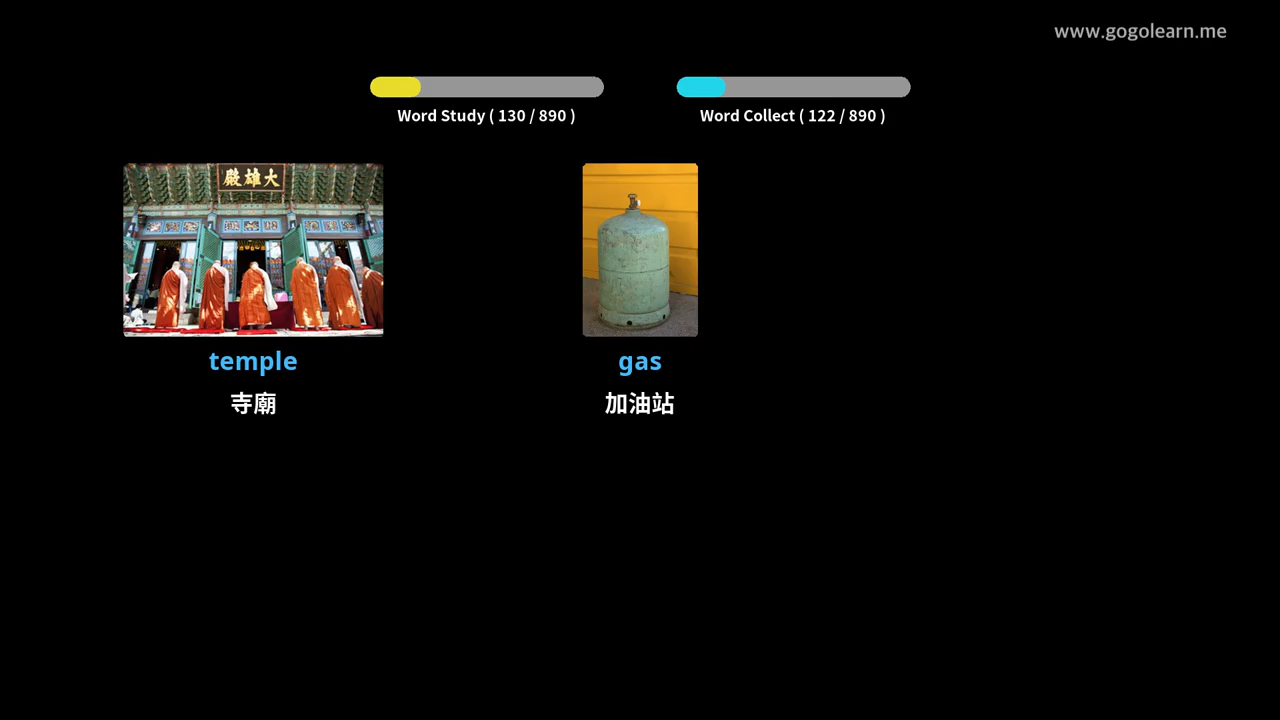 www.gogolearn.me
Word Study ( 130 / 890 )
Word Collect ( 122 / 890 )
殿雄大
temple
gas
寺廟
加油站